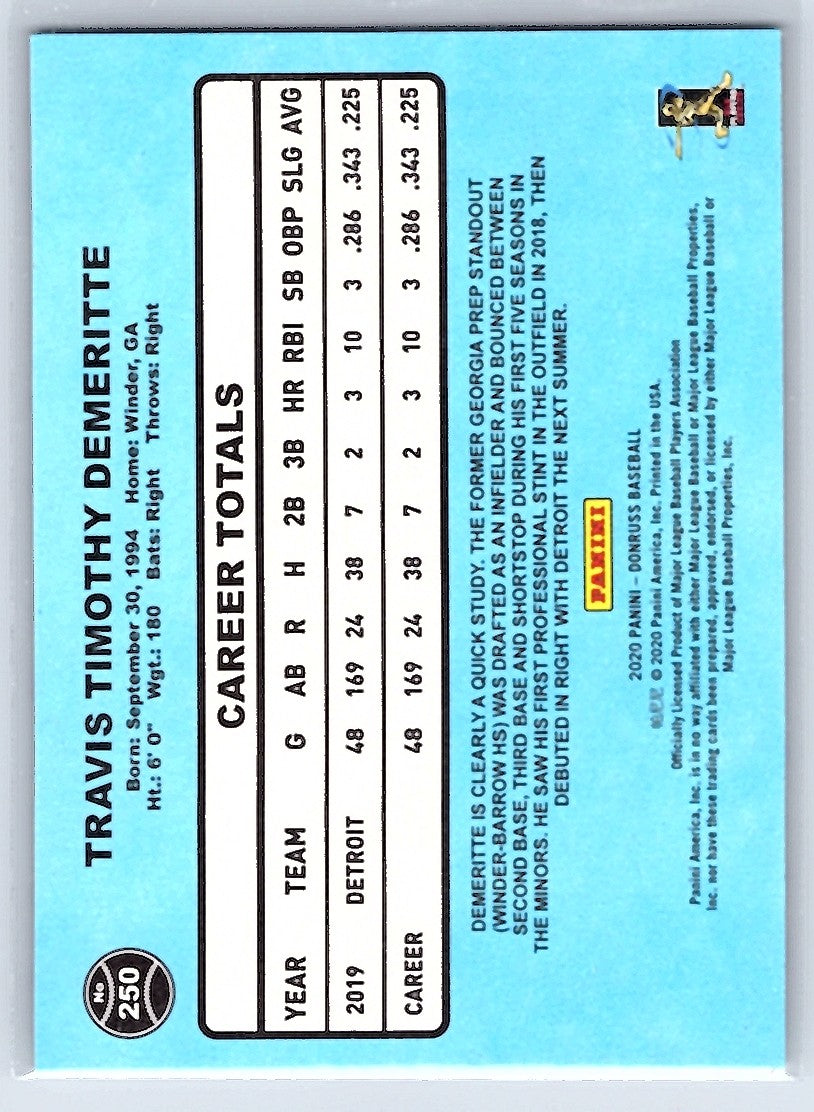 No
250
TRAVIS TIMOTHY DEMERITTE
Born: September 30, 1994 Home: Winder, GA
Ht.: 6' 0" Wgt.: 180 Bats: Right Throws: Right
CAREER TOTALS
YEAR TEAM G AB R H 2B 3B HR RBI SB OBP SLG AVG
2019 DETROIT 48 169 24 38 7 2 3 10 3 .286 .343 .225
CAREER 48 169 24 38 7 2 3 10 3 .286 .343 .225
DEMERITTE IS CLEARLY A QUICK STUDY. THE FORMER GEORGIA PREP STANDOUT
(WINDER-BARROW HS) WAS DRAFTED AS AN INFIELDER AND BOUNCED BETWEEN
SECOND BASE, THIRD BASE AND SHORTSTOP DURING HIS FIRST FIVE SEASONS IN
THE MINORS. HE SAW HIS FIRST PROFESSIONAL STINT IN THE OUTFIELD IN 2018, THEN
DEBUTED IN RIGHT WITH DETROIT THE NEXT SUMMER.
PANINI
2020 PANINI – DONRUSS BASEBALL
© 2020 Panini America, Inc. Printed in the USA.
Officially Licensed Product of Major League Baseball Players Association
Panini America, Inc. is in no way affiliated with either Major League Baseball or Major League Baseball Properties,
Inc. nor have these trading cards been prepared, approved, endorsed, or licensed by either Major League Baseball or
Major League Baseball Properties, Inc.